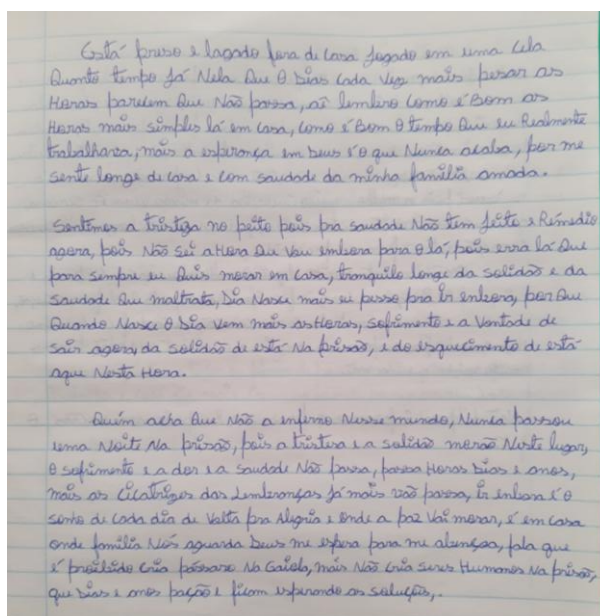 Está preso e lagado fora de casa jogado em uma cela
Quanto tempo já Nela Que O Dias Cada Vez mais pesar as
Horas parecem Que Não passa, aí lembro Como é Bom as
Horas mais simples lá em casa, como é Bom O tempo Que eu Realmente
trabalhava, mais a esperança em Deus é o que Nunca acaba, por me
sente longe de casa e com saudade da minha família amada.

Sentimos a tristeza no peito pois pra saudade Não tem jeito e Remedio
agora, pois Não Sei a Hora Qu Vou embora para O lá, pois erra lá Que
para sempre eu Quis morar em casa, tranquilo longe da solidão e da
saudade Qu maltrata, Dia Nasce mais eu posso pra Ir embora, por Que
Quando Nasce O Dia Vem mais as Horas, sofrimento e a Vontade de
sair agora, da solidão de está Na prisão, e do esquecimento de está
aque Nesta Hora.

Quím acha Que Não a inferno Nesse mundo, Nunca passou
uma Noite Na prisão, pois a tristeza e a solidão morão Neste lugar,
O sofrimento e a dor e a saudade Não passa, passa Horas Dias e anos,
mais as Cicatrizes das Lembranças já mais vão passa, Ir embora é o
sonho de cada dia de Volta pra Alegria e onde a paz Vai morar, é em casa
onde família Nós aguarda Deus me espera para me abençoa, fala que
é proibido cria pássaro Na Gaiola, mais Não cria seres Humanos Na prisão,
que Dias e anos pação e ficam esperando as soluções,.